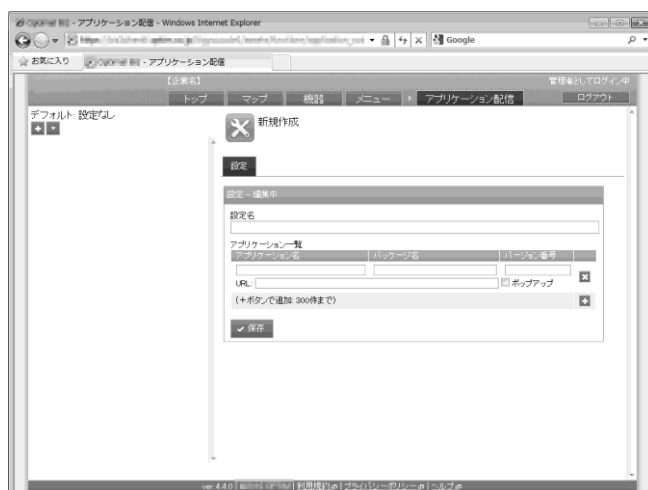 - アプリケーション配信 - Windows Internet Explorer
Google
お気に入り
- アプリケーション配信
【企業名】
管理者としてログイン中
トップ
マップ
機器
メニュー
アプリケーション配信
ログアウト
デフォルト: 設定なし
新規作成
設定
設定 - 編集中
設定名
アプリケーション一覧
アプリケーション名 パッケージ名 バージョン番号
URL: ポップアップ
(+ボタンで追加: 300件まで)
保存
ver 4.4.0 | 利用規約 | プライバシーポリシー | ヘルプ